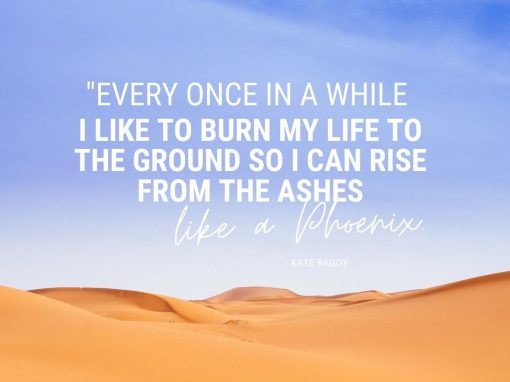 "EVERY ONCE IN A WHILE
I LIKE TO BURN MY LIFE TO
THE GROUND SO I CAN RISE
FROM THE ASHES
like a Phoenix.
- KATE BAGOY